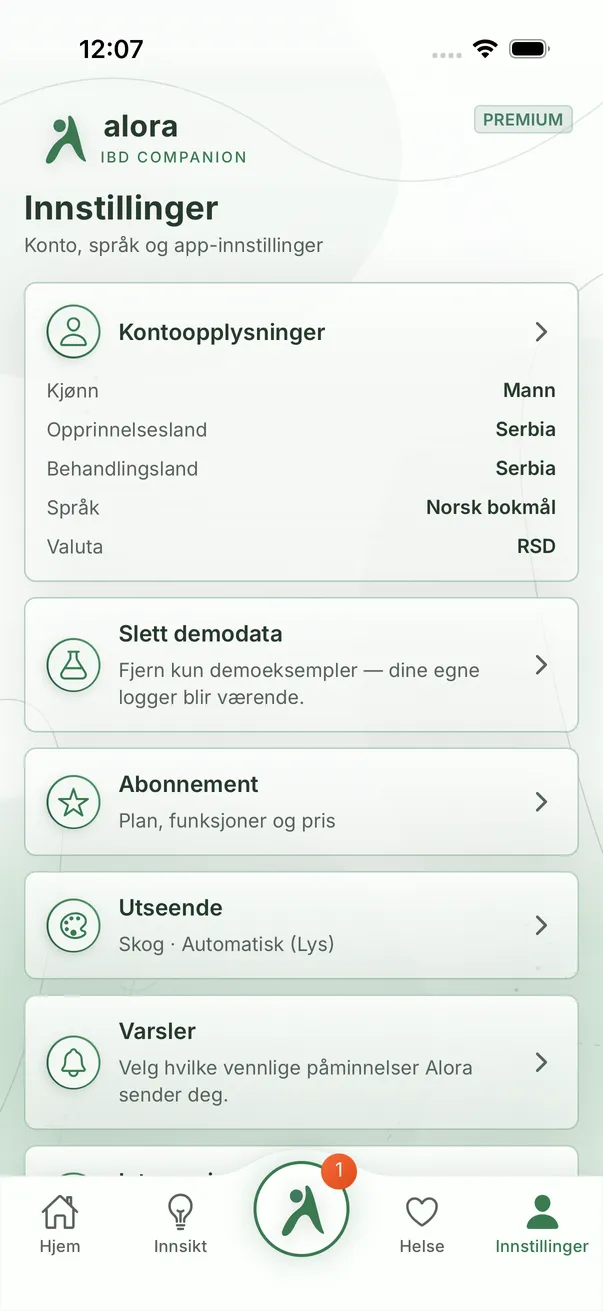 12:07
alora
IBD COMPANION
PREMIUM
Innstillinger
Konto, språk og app-innstillinger
Kontoopplysninger
Kjønn Mann
Opprinnelsesland Serbia
Behandlingsland Serbia
Språk Norsk bokmål
Valuta RSD
Slett demodata
Fjern kun demoeksempler — dine egne
logger blir værende.
Abonnement
Plan, funksjoner og pris
Utseende
Skog · Automatisk (Lys)
Varsler
Velg hvilke vennlige påminnelser Alora
sender deg.
1
Hjem
Innsikt
Helse
Innstillinger